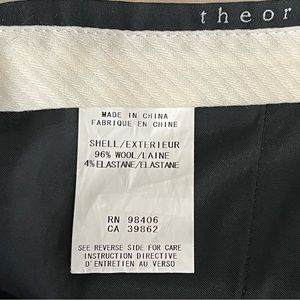 theor
MADE IN CHINA
FABRIQUE EN CHINE
SHELL/EXTERIEUR
96% WOOL/LAINE
4% ELASTANE/ELASTANE
RN 98406
CA 39862
SEE REVERSE SIDE FOR CARE
INSTRUCTION DIRECTIVE
D'ENTRETIEN AU VERSO